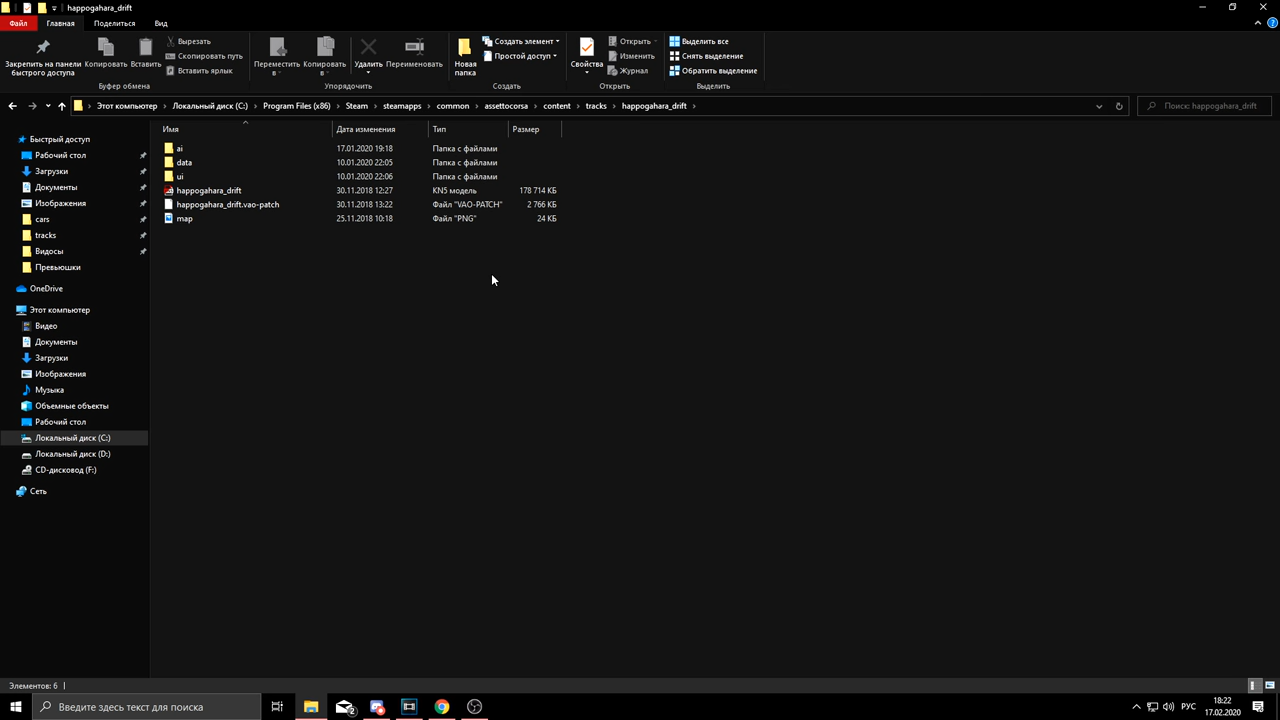 happogahara_drift
Файл Главная Поделиться Вид
Закрепить на панели быстрого доступа
Копировать
Вставить
Вырезать
Скопировать путь
Вставить ярлык
Буфер обмена
Переместить в
Копировать в
Удалить
Переименовать
Упорядочить
Новая папка
Создать элемент
Простой доступ
Создать
Свойства
Открыть
Изменить
Журнал
Открыть
Выделить все
Снять выделение
Обратить выделение
Выделить
Этот компьютер > Локальный диск (C:) > Program Files (x86) > Steam > steamapps > common > assettocorsa > content > tracks > happogahara_drift >
Поиск: happogahara_drift
Быстрый доступ
Рабочий стол
Загрузки
Документы
Изображения
cars
tracks
Видосы
Превьюшки
OneDrive
Этот компьютер
Видео
Документы
Загрузки
Изображения
Музыка
Объемные объекты
Рабочий стол
Локальный диск (C:)
Локальный диск (D:)
CD-дисковод (F:)
Сеть
Имя Дата изменения Тип Размер
ai 17.01.2020 19:18 Папка с файлами
data 10.01.2020 22:05 Папка с файлами
ui 10.01.2020 22:06 Папка с файлами
happogahara_drift 30.11.2018 12:27 KN5 модель 178 714 КБ
happogahara_drift.vao-patch 30.11.2018 13:22 Файл "VAO-PATCH" 2 766 КБ
map 25.11.2018 10:18 Файл "PNG" 24 КБ
Элементов: 6
Введите здесь текст для поиска
2
РУС
18:22
17.02.2020